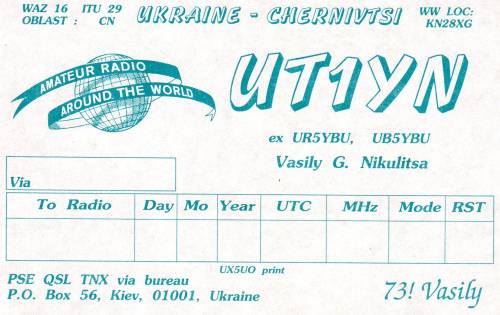 WAZ 16 ITU 29
OBLAST : CN
UKRAINE - CHERNIVTSI
WW LOC:
KN28XG
AMATEUR RADIO
AROUND THE WORLD
UT1YN
ex UR5YBU, UB5YBU
Vasily G. Nikulitsa
Via
To Radio Day Mo Year UTC MHz Mode RST
UX5UO print
PSE QSL TNX via bureau
P.O. Box 56, Kiev, 01001, Ukraine
73! Vasily